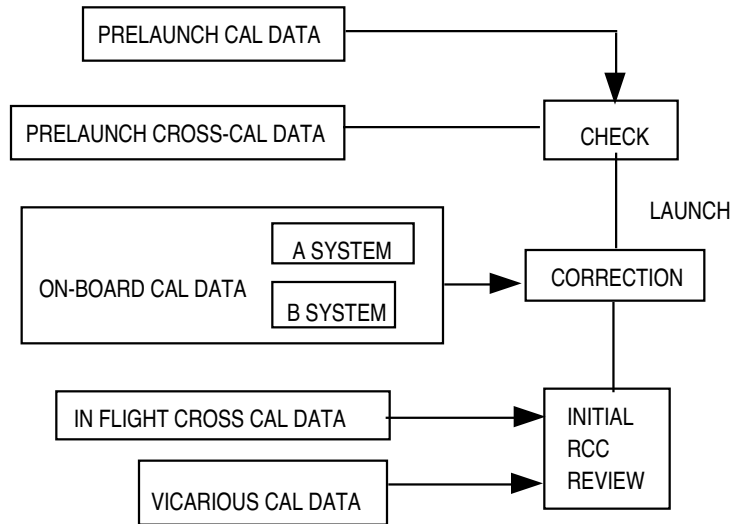 PRELAUNCH CAL DATA
PRELAUNCH CROSS-CAL DATA
CHECK
LAUNCH
A SYSTEM
ON-BOARD CAL DATA
B SYSTEM
CORRECTION
IN FLIGHT CROSS CAL DATA
INITIAL
RCC
REVIEW
VICARIOUS CAL DATA